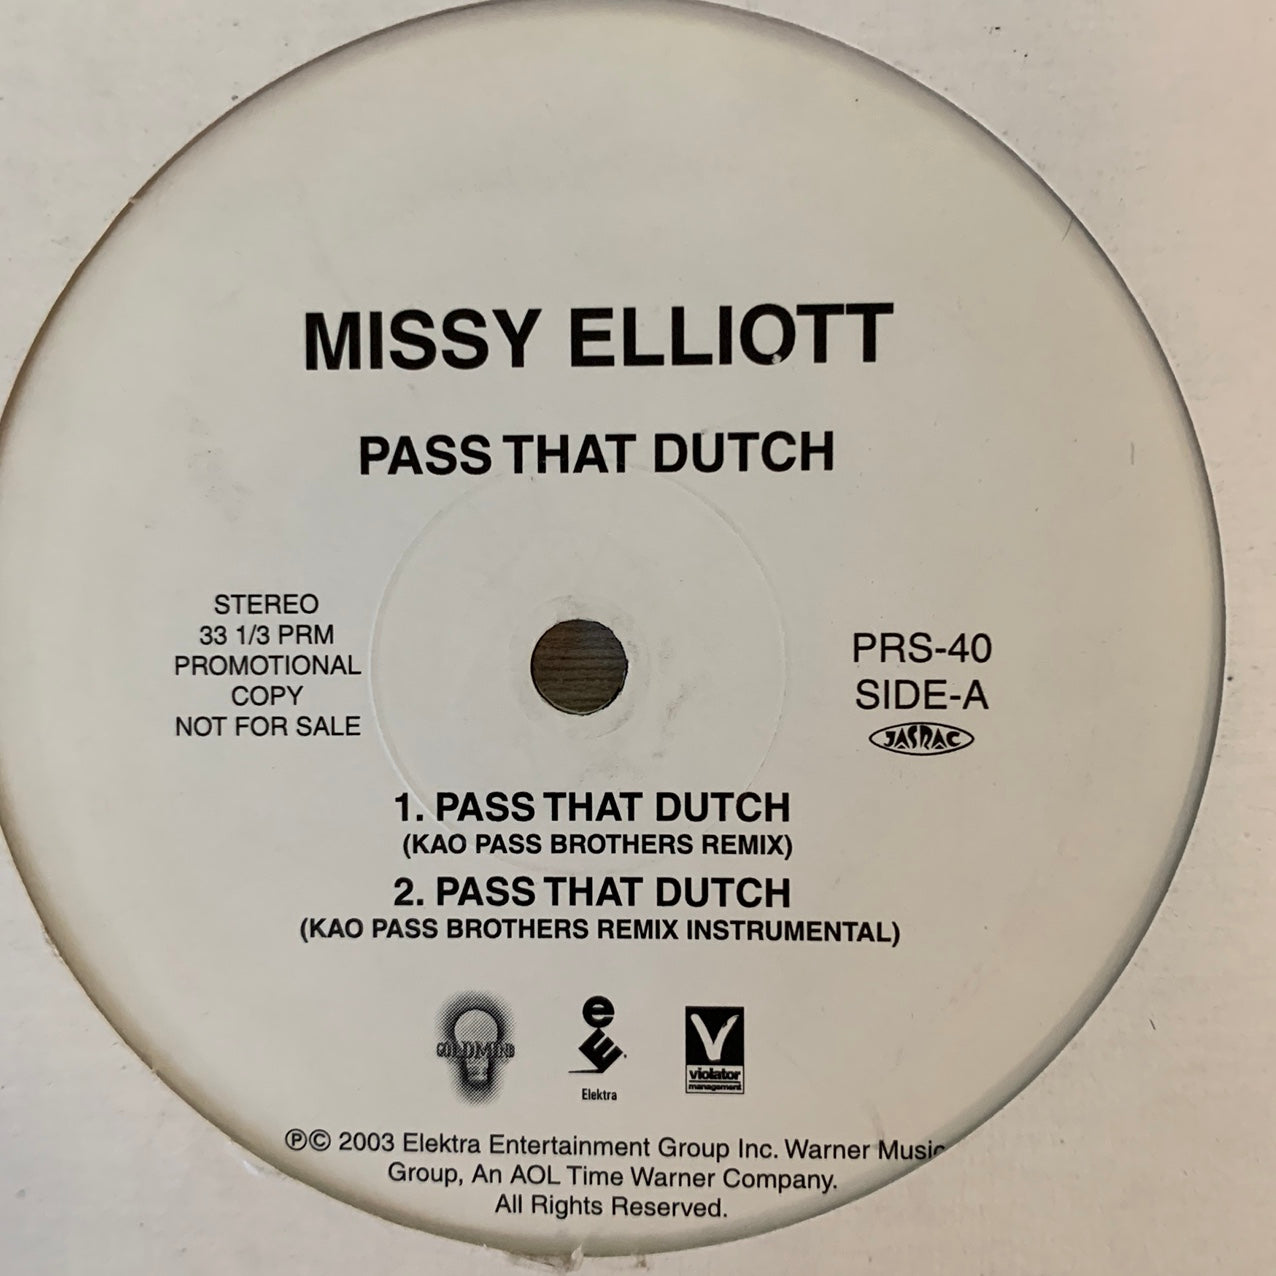 MISSY ELLIOTT
PASS THAT DUTCH
STEREO
33 1/3 PRM
PROMOTIONAL
COPY
NOT FOR SALE
PRS-40
SIDE-A
JASRAC
1. PASS THAT DUTCH
(KAO PASS BROTHERS REMIX)
2. PASS THAT DUTCH
(KAO PASS BROTHERS REMIX INSTRUMENTAL)
GOLDMIND
e
E
Elektra
V
violator
management
℗© 2003 Elektra Entertainment Group Inc. Warner Music
Group, An AOL Time Warner Company.
All Rights Reserved.